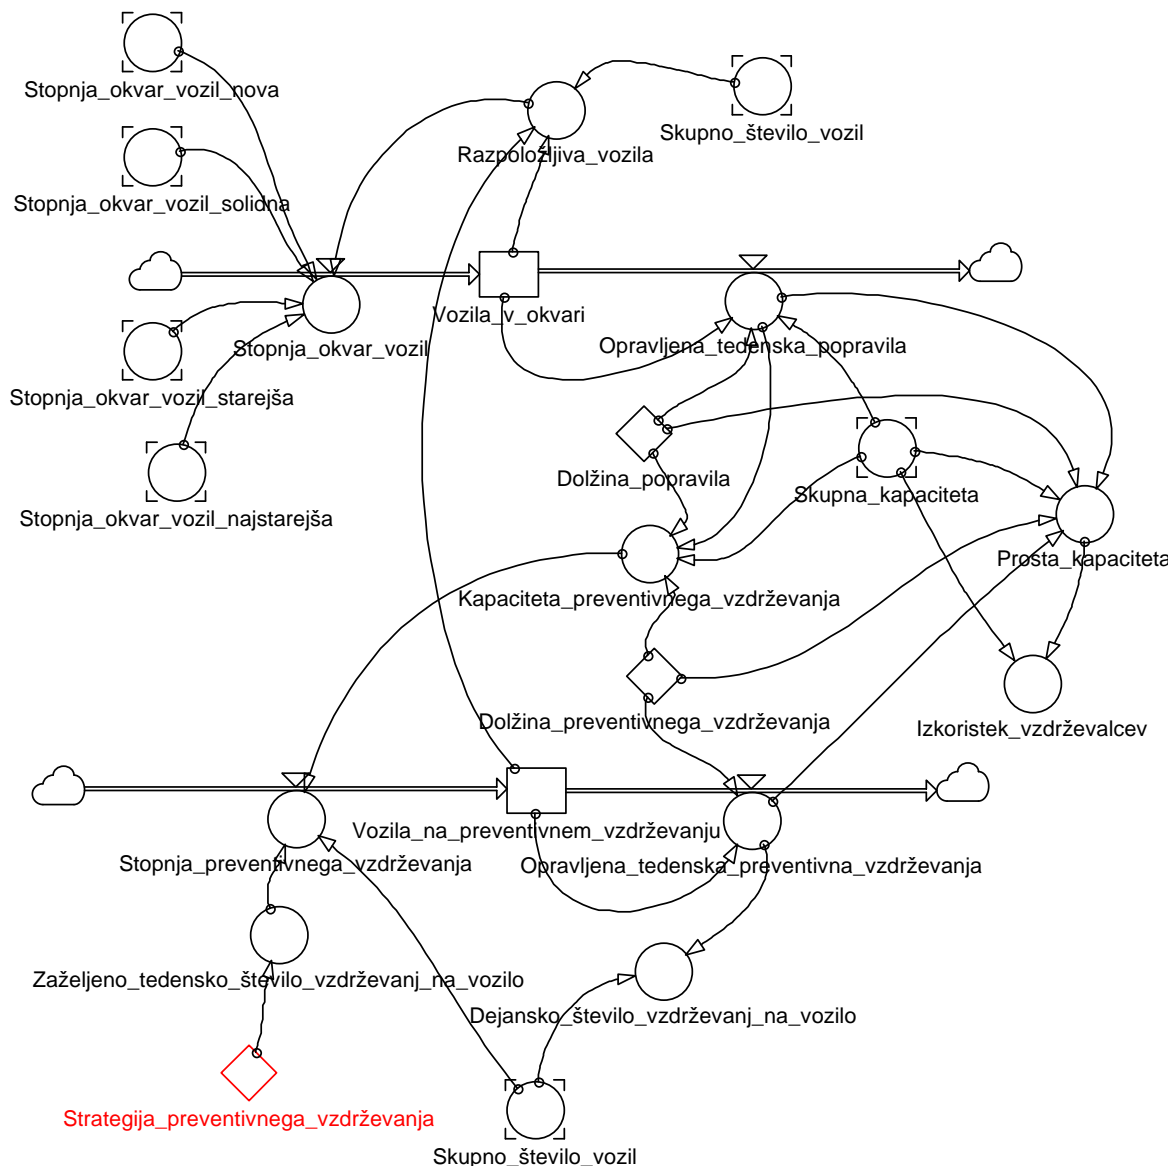 Stopnja_okvar_vozil_nova
Skupno_število_vozil
Razpoložljiva_vozila
Stopnja_okvar_vozil_solidna
Vozila_v_okvari
Stopnja_okvar_vozil
Opravljena_tedenska_popravila
Stopnja_okvar_vozil_starejša
Dolžina_popravila
Skupna_kapaciteta
Stopnja_okvar_vozil_najstarejša
Prosta_kapaciteta
Kapaciteta_preventivnega_vzdrževanja
Dolžina_preventivnega_vzdrževanja
Izkoristek_vzdrževalcev
Vozila_na_preventivnem_vzdrževanju
Stopnja_preventivnega_vzdrževanja
Opravljena_tedenska_preventivna_vzdrževanja
Zaželjeno_tedensko_število_vzdrževanj_na_vozilo
Dejansko_število_vzdrževanj_na_vozilo
Strategija_preventivnega_vzdrževanja
Skupno_število_vozil